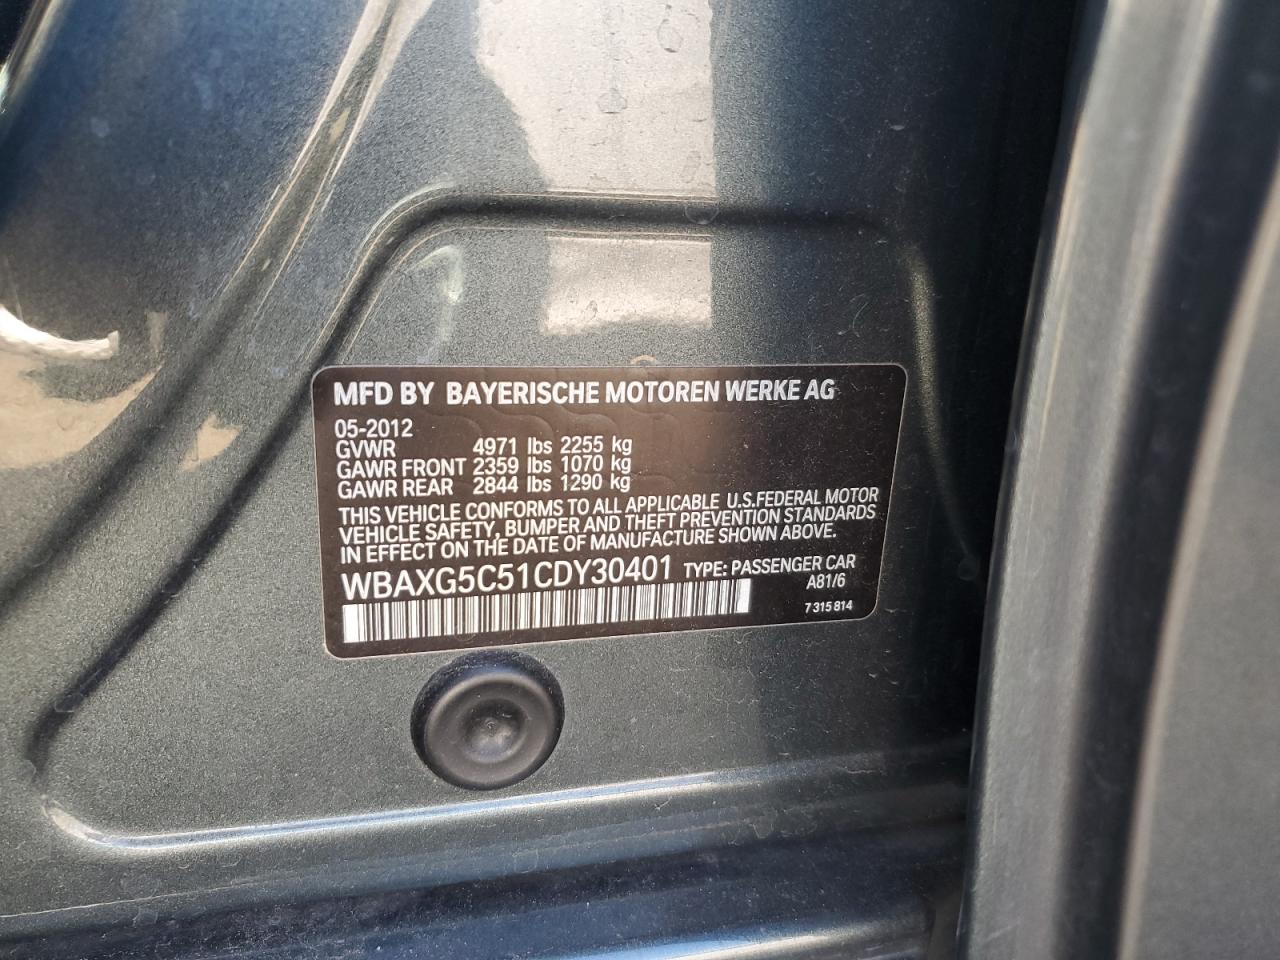 MFD BY BAYERISCHE MOTOREN WERKE AG
05-2012
GVWR 4971 lbs 2255 kg
GAWR FRONT 2359 lbs 1070 kg
GAWR REAR 2844 lbs 1290 kg
THIS VEHICLE CONFORMS TO ALL APPLICABLE U.S.FEDERAL MOTOR
VEHICLE SAFETY, BUMPER AND THEFT PREVENTION STANDARDS
IN EFFECT ON THE DATE OF MANUFACTURE SHOWN ABOVE.
WBAXG5C51CDY30401 TYPE: PASSENGER CAR
A81/6
7 315 814